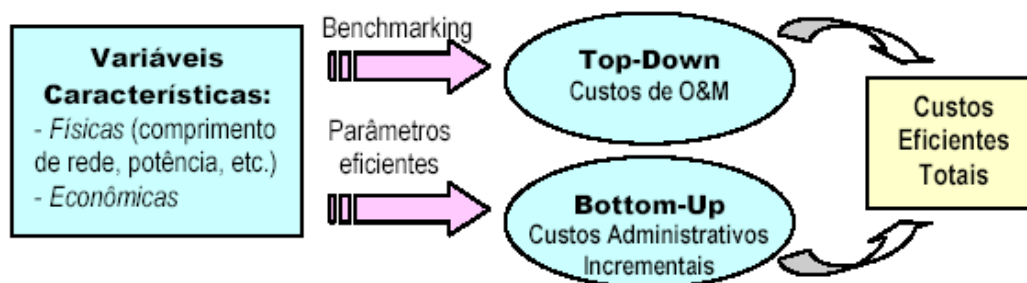 Variáveis
Características:
- Físicas (comprimento
de rede, potência, etc.)
- Econômicas
Benchmarking
Parâmetros
eficientes
Top-Down
Custos de O&M
Bottom-Up
Custos Administrativos
Incrementais
Custos
Eficientes
Totais